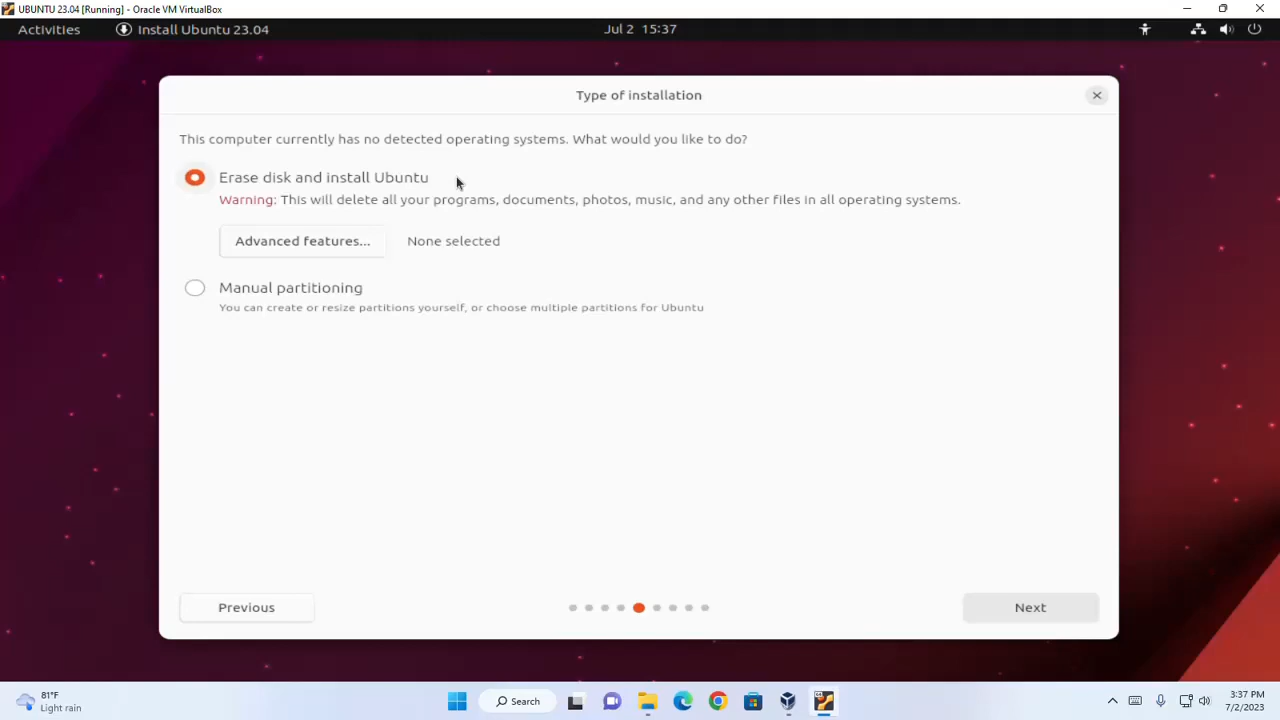 UBUNTU 23.04 [Running] - Oracle VM VirtualBox
Activities
Install Ubuntu 23.04
Jul 2 15:37
Type of installation
This computer currently has no detected operating systems. What would you like to do?
Erase disk and install Ubuntu
Warning: This will delete all your programs, documents, photos, music, and any other files in all operating systems.
Advanced features...
None selected
Manual partitioning
You can create or resize partitions yourself, or choose multiple partitions for Ubuntu
Previous
Next
81°F
Light rain
Search
3:37 PM
7/2/2023